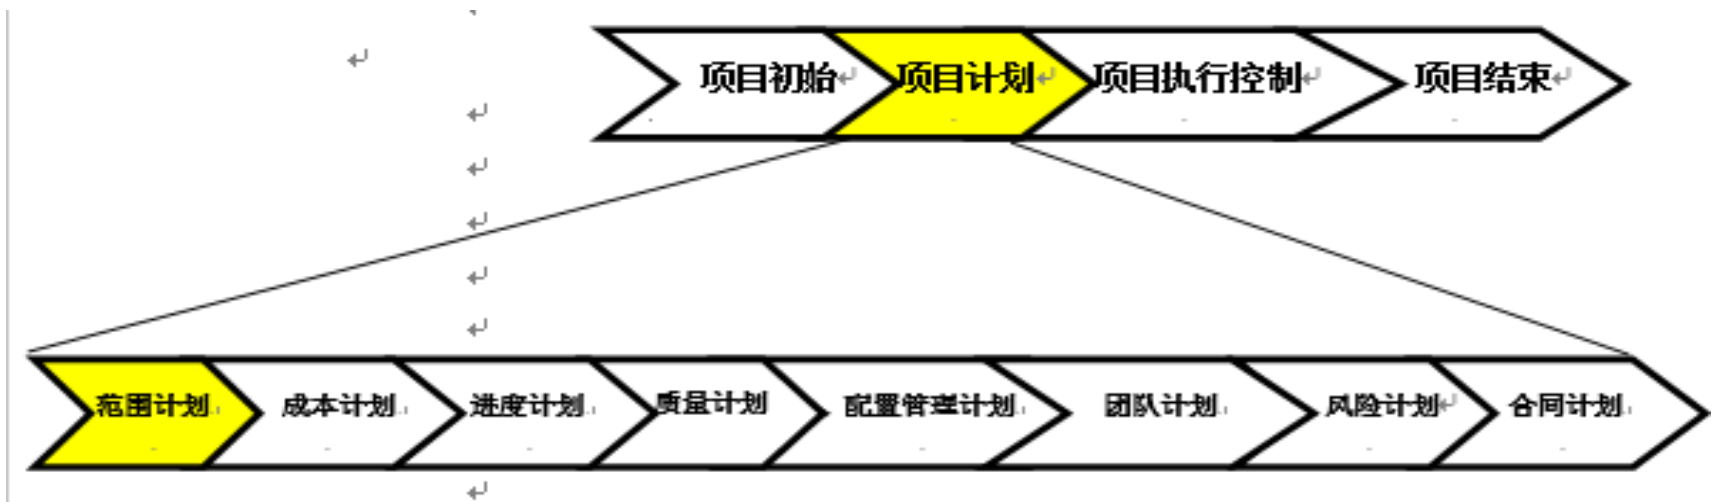 项目初始 项目计划 项目执行控制 项目结束
范围计划 成本计划 进度计划 质量计划 配置管理计划 团队计划 风险计划 合同计划